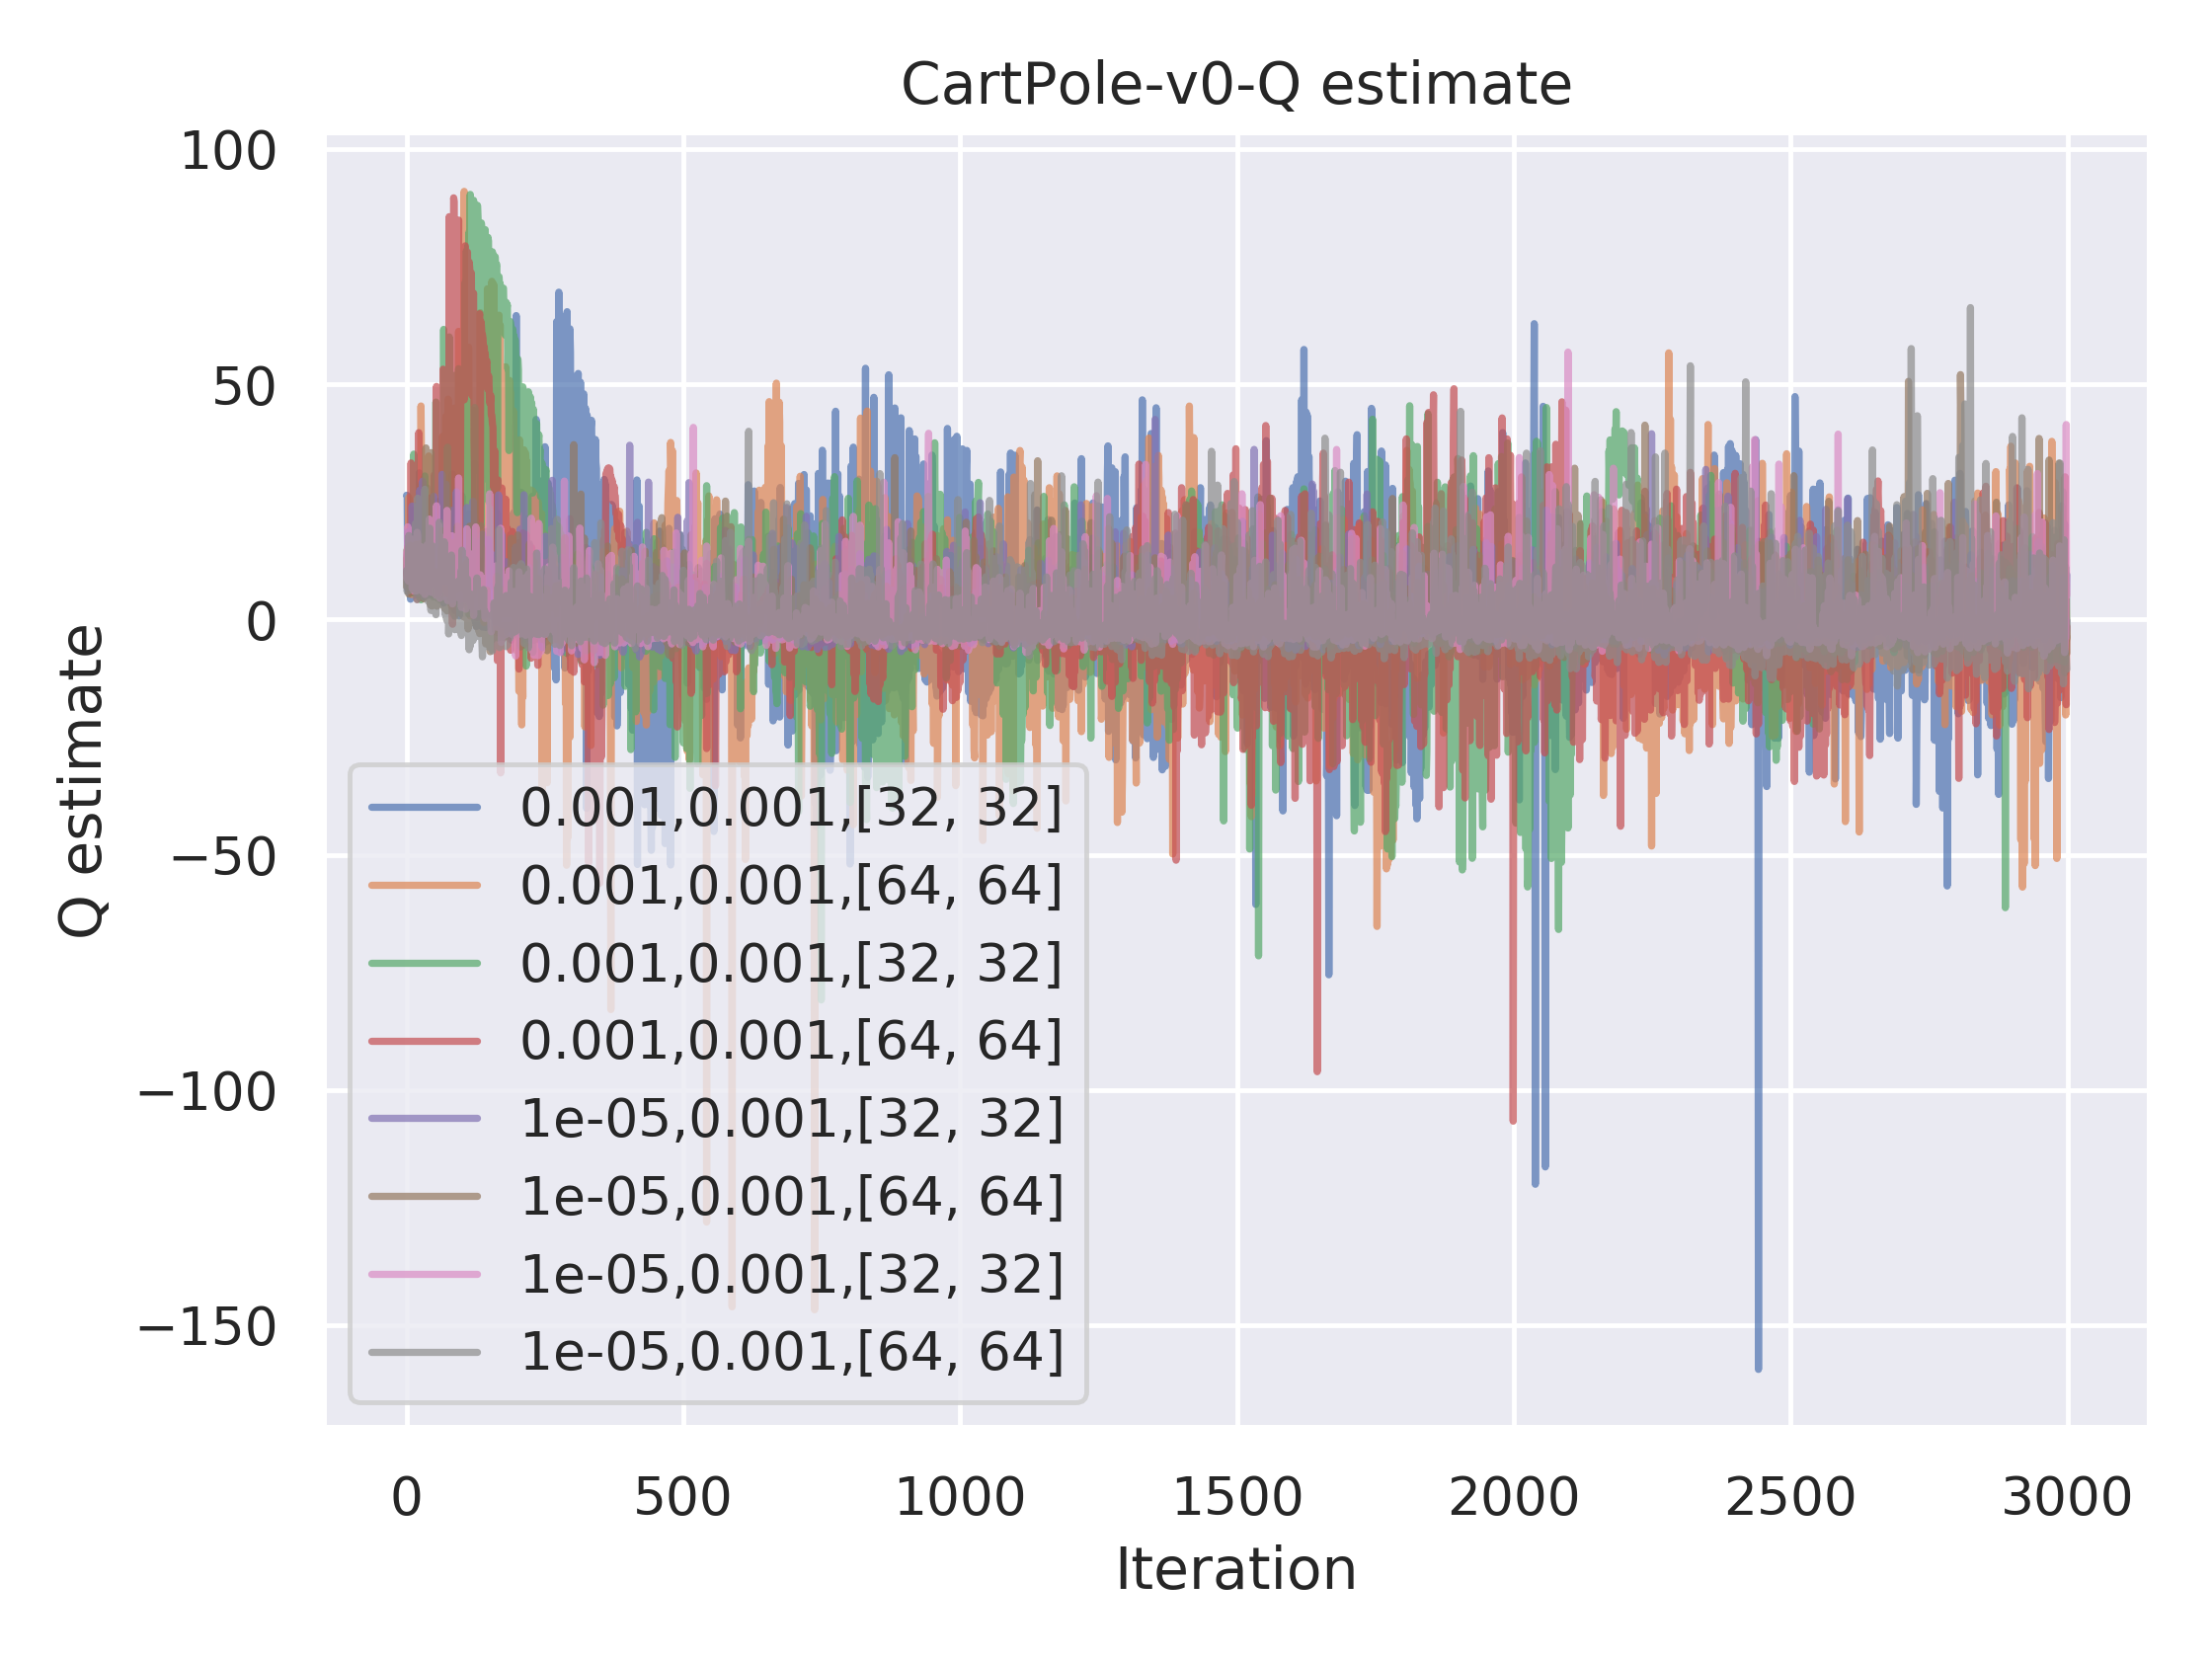 CartPole-v0-Q estimate
100
50
0
−50
−100
−150
Q estimate
0.001,0.001,[32, 32]
0.001,0.001,[64, 64]
0.001,0.001,[32, 32]
0.001,0.001,[64, 64]
1e-05,0.001,[32, 32]
1e-05,0.001,[64, 64]
1e-05,0.001,[32, 32]
1e-05,0.001,[64, 64]
0 500 1000 1500 2000 2500 3000
Iteration